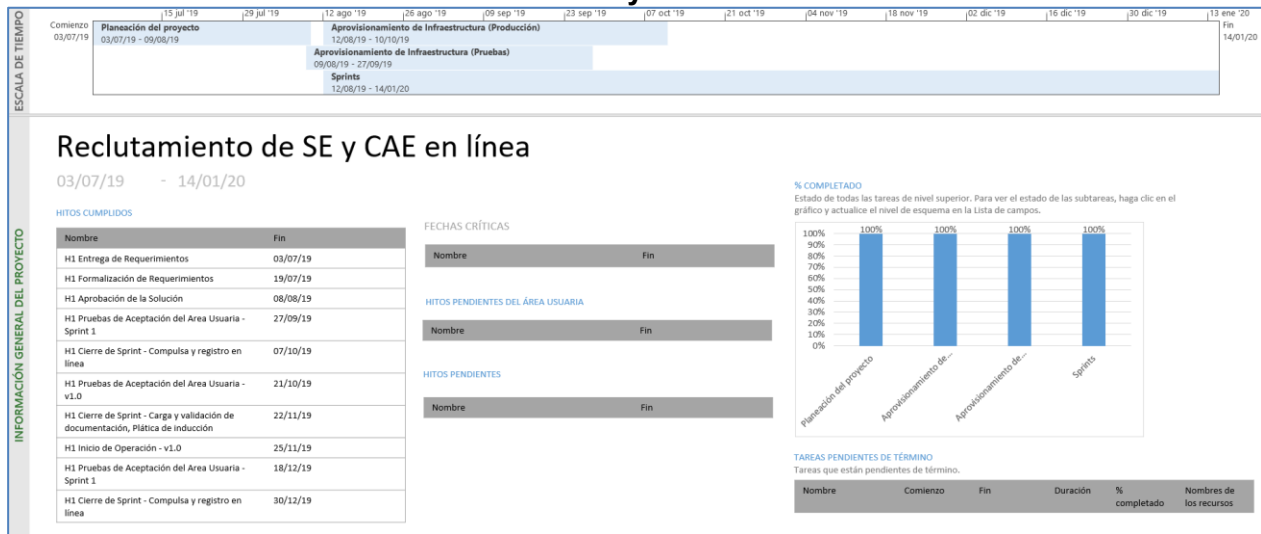 ESCALA DE TIEMPO
15 jul '19 29 jul '19 12 ago '19 26 ago '19 09 sep '19 23 sep '19 07 oct '19 21 oct '19 04 nov '19 18 nov '19 02 dic '19 16 dic '19 30 dic '19 13 ene '20
Comienzo
03/07/19
Planeación del proyecto
03/07/19 - 09/08/19
Aprovisionamiento de Infraestructura (Producción)
12/08/19 - 10/10/19
Aprovisionamiento de Infraestructura (Pruebas)
09/08/19 - 27/09/19
Sprints
12/08/19 - 14/01/20
Fin
14/01/20
INFORMACIÓN GENERAL DEL PROYECTO
Reclutamiento de SE y CAE en línea
03/07/19 - 14/01/20
HITOS CUMPLIDOS
Nombre Fin
H1 Entrega de Requerimientos 03/07/19
H1 Formalización de Requerimientos 19/07/19
H1 Aprobación de la Solución 08/08/19
H1 Pruebas de Aceptación del Area Usuaria - 27/09/19
Sprint 1
H1 Cierre de Sprint - Compulsa y registro en 07/10/19
línea
H1 Pruebas de Aceptación del Area Usuaria - 21/10/19
v1.0
H1 Cierre de Sprint - Carga y validación de 22/11/19
documentación, Plática de inducción
H1 Inicio de Operación - v1.0 25/11/19
H1 Pruebas de Aceptación del Area Usuaria - 18/12/19
Sprint 1
H1 Cierre de Sprint - Compulsa y registro en 30/12/19
línea
FECHAS CRÍTICAS
Nombre Fin
HITOS PENDIENTES DEL ÁREA USUARIA
Nombre Fin
HITOS PENDIENTES
Nombre Fin
% COMPLETADO
Estado de todas las tareas de nivel superior. Para ver el estado de las subtareas, haga clic en el
gráfico y actualice el nivel de esquema en la Lista de campos.
100% 100% 100% 100%
100%
90%
80%
70%
60%
50%
40%
30%
20%
10%
0%
Planeación del proyecto
Aprovisionamiento de...
Aprovisionamiento de...
Sprints
TAREAS PENDIENTES DE TÉRMINO
Tareas que están pendientes de término.
Nombre Comienzo Fin Duración % completado Nombres de los recursos